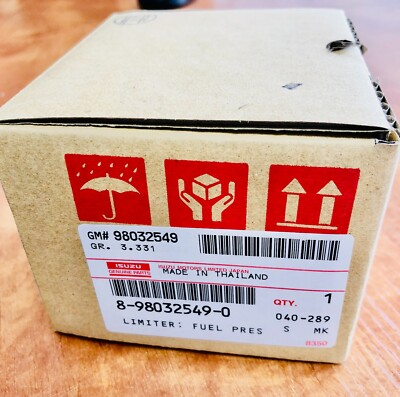 GM# 98032549
GR. 3.331
ISUZU
GENUINE PARTS
ISUZU MOTORS LIMITED JAPAN
MADE IN THAILAND
8-98032549-0
QTY. 1
040-289
LIMITER: FUEL PRES S MK